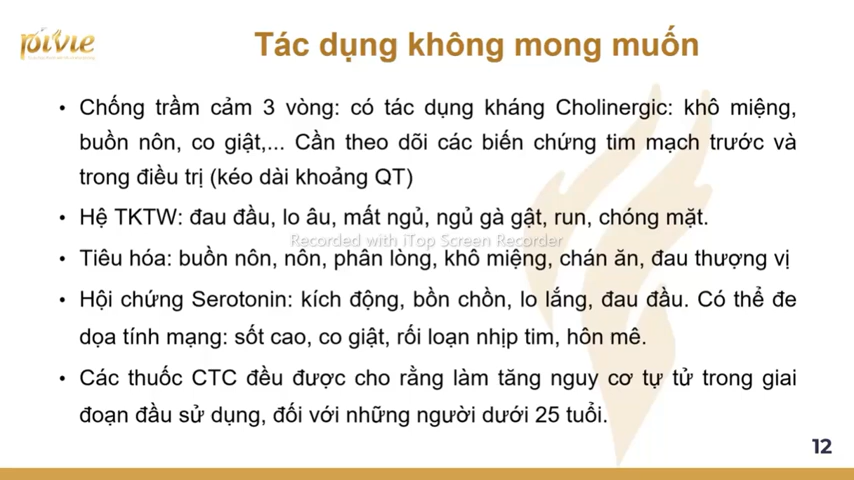 pivie
Tác dụng không mong muốn
• Chống trầm cảm 3 vòng: có tác dụng kháng Cholinergic: khô miệng,
buồn nôn, co giật,... Cần theo dõi các biến chứng tim mạch trước và
trong điều trị (kéo dài khoảng QT)
• Hệ TKTW: đau đầu, lo âu, mất ngủ, ngủ gà gật, run, chóng mặt.
Recorded with iTop Screen Recorder
• Tiêu hóa: buồn nôn, nôn, phân lòng, khô miệng, chán ăn, đau thượng vị
• Hội chứng Serotonin: kích động, bồn chồn, lo lắng, đau đầu. Có thể đe
dọa tính mạng: sốt cao, co giật, rối loạn nhịp tim, hôn mê.
• Các thuốc CTC đều được cho rằng làm tăng nguy cơ tự tử trong giai
đoạn đầu sử dụng, đối với những người dưới 25 tuổi.
12